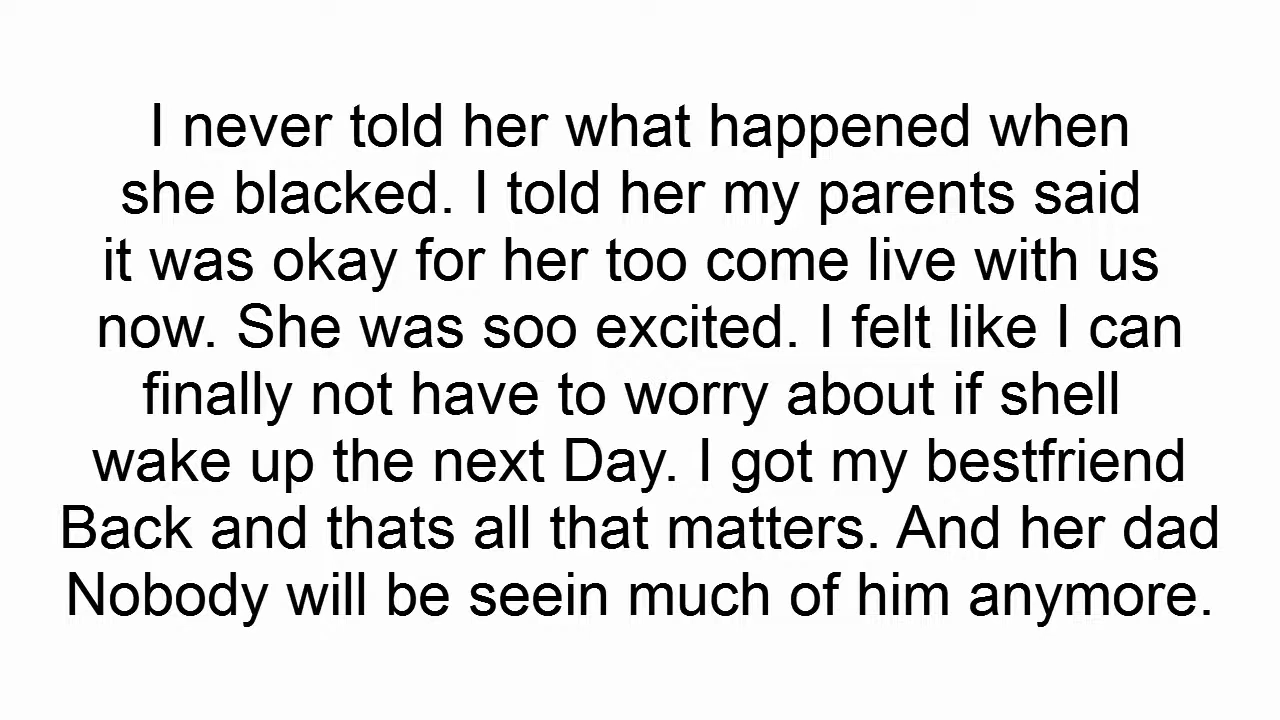 I never told her what happened when
she blacked. I told her my parents said
it was okay for her too come live with us
now. She was soo excited. I felt like I can
finally not have to worry about if shell
wake up the next Day. I got my bestfriend
Back and thats all that matters. And her dad
Nobody will be seein much of him anymore.